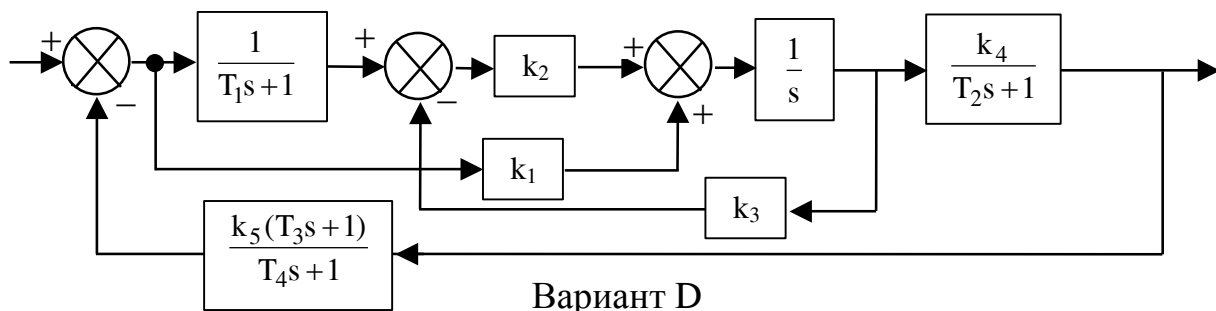 +
−
1
T₁s + 1
+
−
k₂
+
+
1
s
k₄
T₂s + 1
k₁
k₃
k₅(T₃s + 1)
T₄s + 1
Вариант D